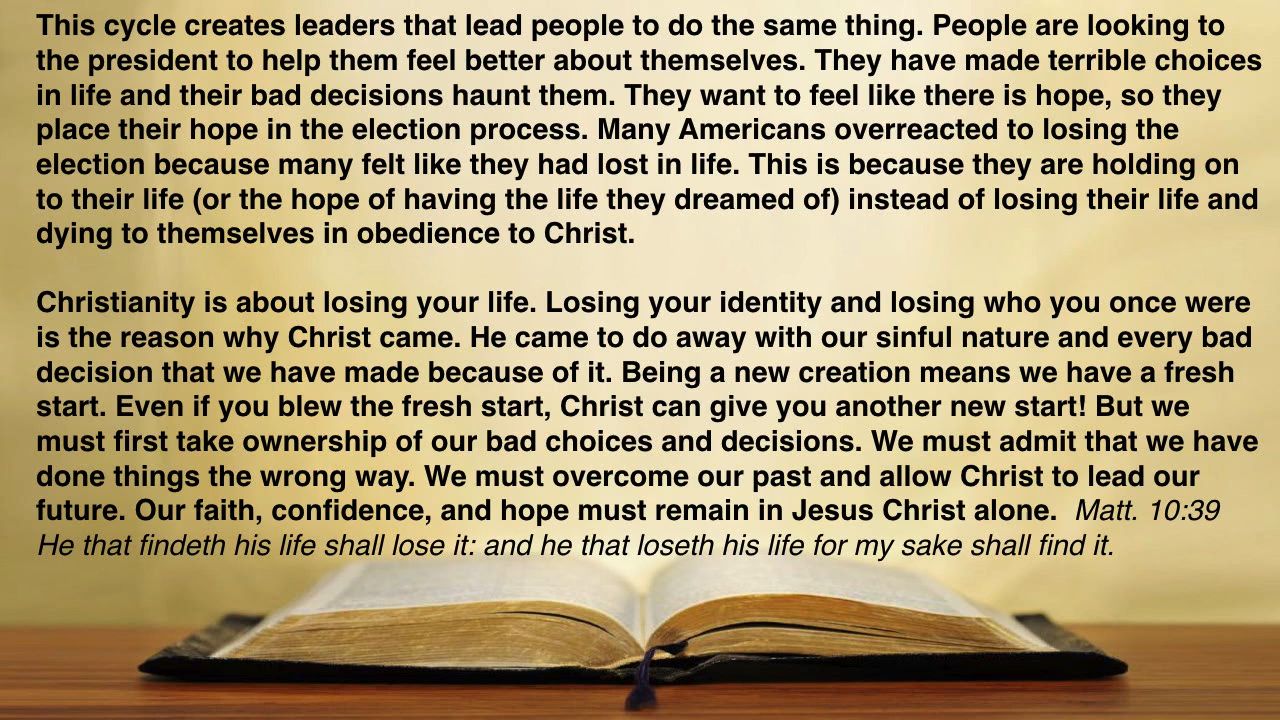 This cycle creates leaders that lead people to do the same thing. People are looking to
the president to help them feel better about themselves. They have made terrible choices
in life and their bad decisions haunt them. They want to feel like there is hope, so they
place their hope in the election process. Many Americans overreacted to losing the
election because many felt like they had lost in life. This is because they are holding on
to their life (or the hope of having the life they dreamed of) instead of losing their life and
dying to themselves in obedience to Christ.
Christianity is about losing your life. Losing your identity and losing who you once were
is the reason why Christ came. He came to do away with our sinful nature and every bad
decision that we have made because of it. Being a new creation means we have a fresh
start. Even if you blew the fresh start, Christ can give you another new start! But we
must first take ownership of our bad choices and decisions. We must admit that we have
done things the wrong way. We must overcome our past and allow Christ to lead our
future. Our faith, confidence, and hope must remain in Jesus Christ alone.  Matt. 10:39
He that findeth his life shall lose it: and he that loseth his life for my sake shall find it.